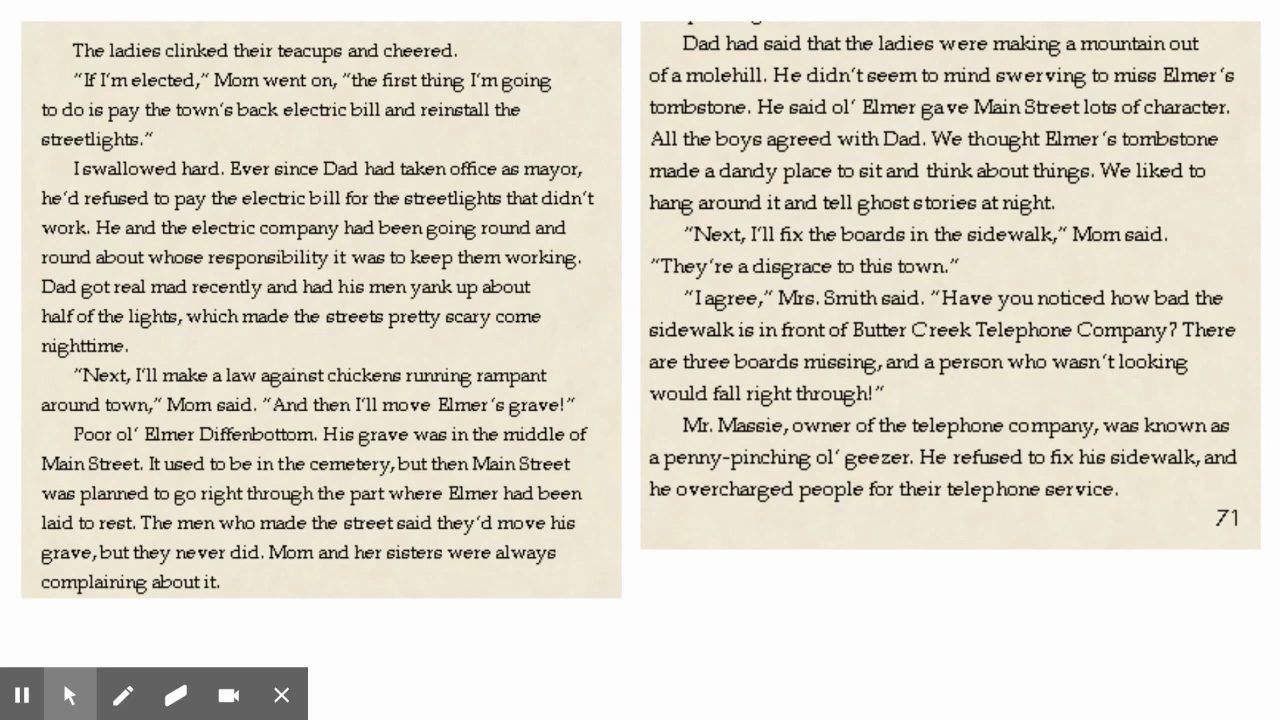 The ladies clinked their teacups and cheered.
“If I’m elected,” Mom went on, “the first thing I’m going
to do is pay the town’s back electric bill and reinstall the
streetlights.”
I swallowed hard. Ever since Dad had taken office as mayor,
he’d refused to pay the electric bill for the streetlights that didn’t
work. He and the electric company had been going round and
round about whose responsibility it was to keep them working.
Dad got real mad recently and had his men yank up about
half of the lights, which made the streets pretty scary come
nighttime.
“Next, I’ll make a law against chickens running rampant
around town,” Mom said. “And then I’ll move Elmer’s grave!”
Poor ol’ Elmer Diffenbottom. His grave was in the middle of
Main Street. It used to be in the cemetery, but then Main Street
was planned to go right through the part where Elmer had been
laid to rest. The men who made the street said they’d move his
grave, but they never did. Mom and her sisters were always
complaining about it.
Dad had said that the ladies were making a mountain out
of a molehill. He didn’t seem to mind swerving to miss Elmer’s
tombstone. He said ol’ Elmer gave Main Street lots of character.
All the boys agreed with Dad. We thought Elmer’s tombstone
made a dandy place to sit and think about things. We liked to
hang around it and tell ghost stories at night.
“Next, I’ll fix the boards in the sidewalk,” Mom said.
“They’re a disgrace to this town.”
“I agree,” Mrs. Smith said. “Have you noticed how bad the
sidewalk is in front of Butter Creek Telephone Company? There
are three boards missing, and a person who wasn’t looking
would fall right through!”
Mr. Massie, owner of the telephone company, was known as
a penny-pinching ol’ geezer. He refused to fix his sidewalk, and
he overcharged people for their telephone service.
71